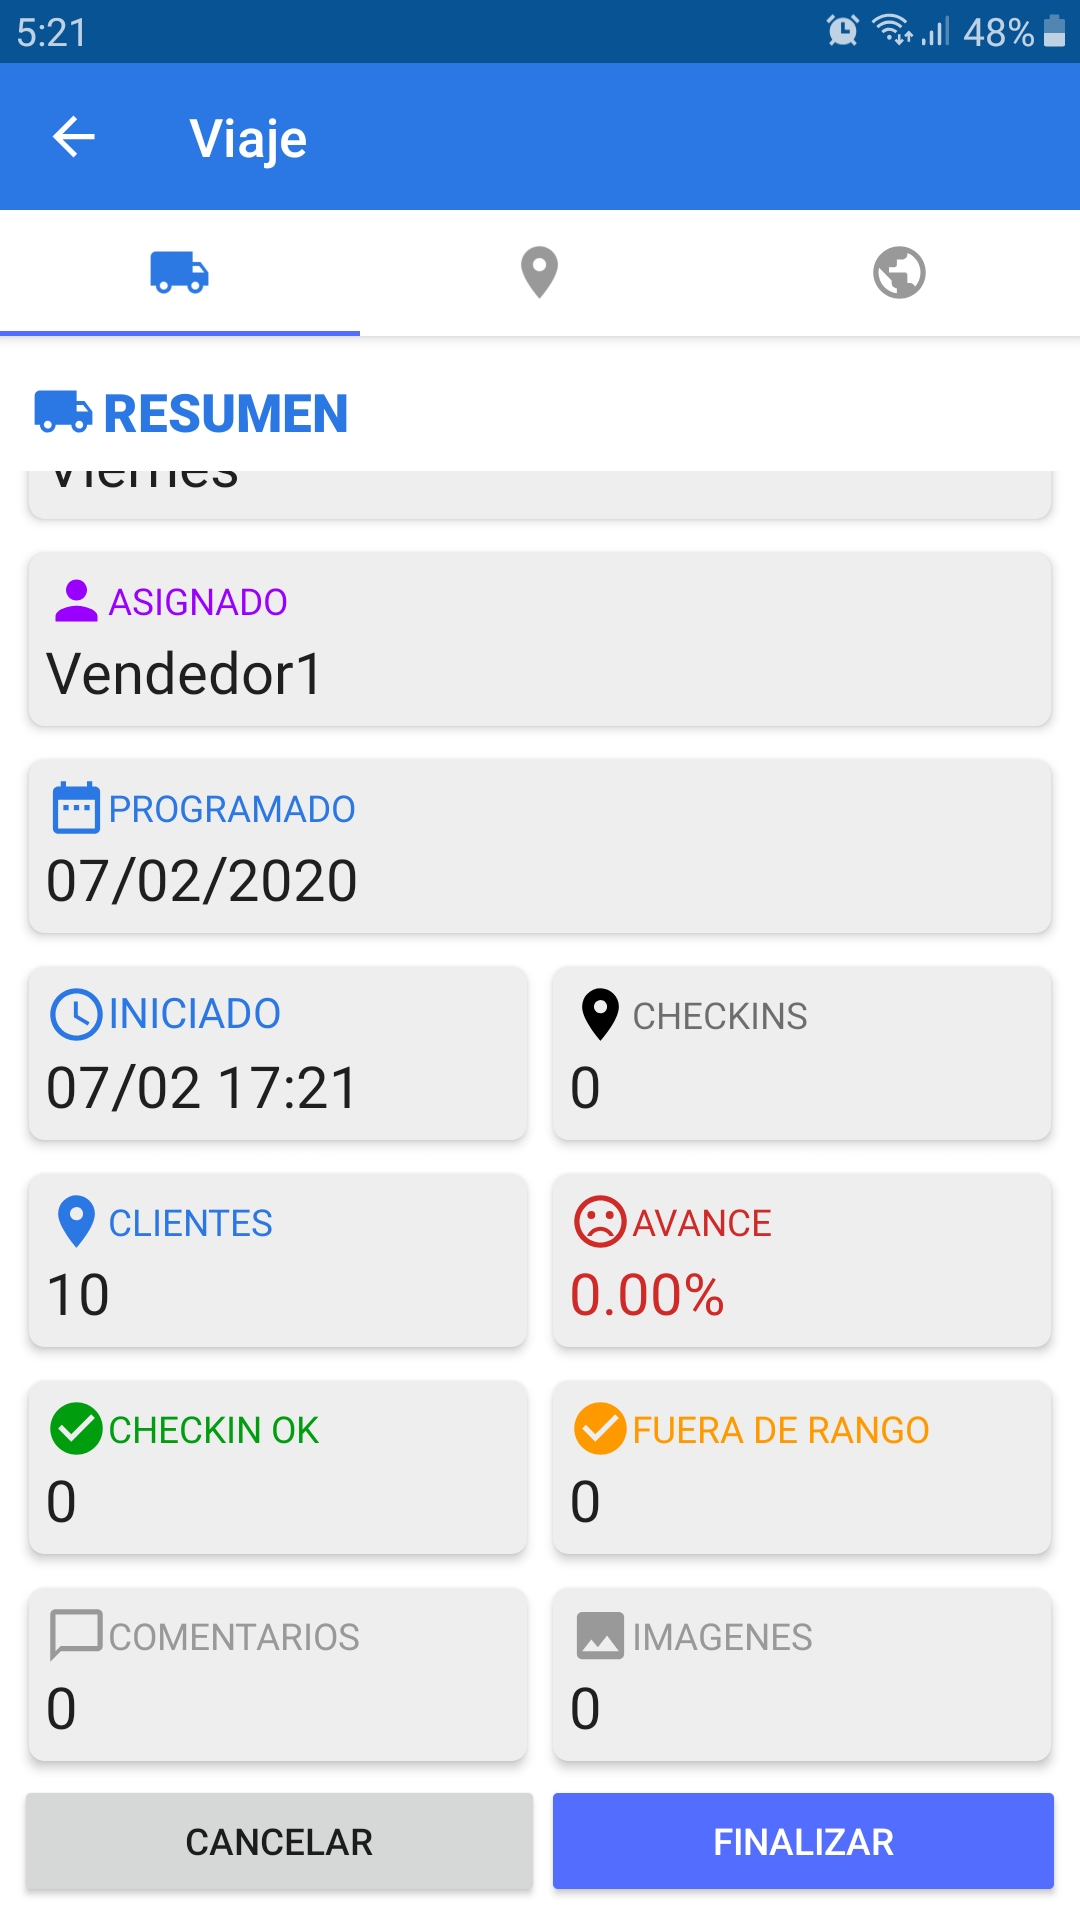 5:21 48%
Viaje
RESUMEN
Viernes
ASIGNADO
Vendedor1
PROGRAMADO
07/02/2020
INICIADO
07/02 17:21
CHECKINS
0
CLIENTES
10
AVANCE
0.00%
CHECKIN OK
0
FUERA DE RANGO
0
COMENTARIOS
0
IMAGENES
0
CANCELAR
FINALIZAR